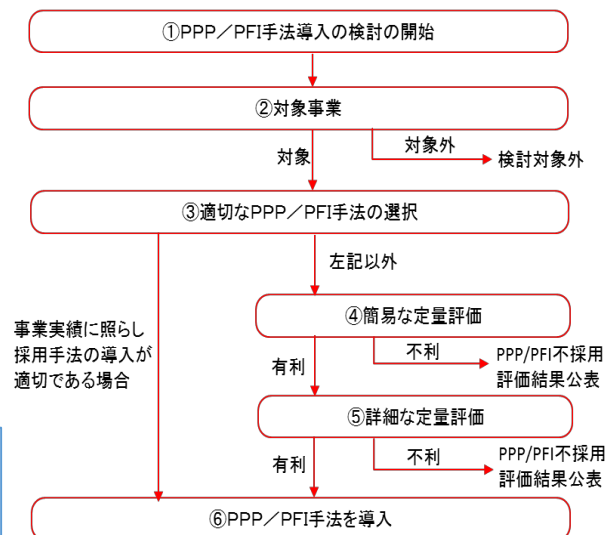 ①PPP／PFI手法導入の検討の開始
②対象事業
対象
対象外
検討対象外
③適切なPPP／PFI手法の選択
左記以外
事業実績に照らし
採用手法の導入が
適切である場合
④簡易な定量評価
有利
不利
PPP/PFI不採用
評価結果公表
⑤詳細な定量評価
有利
不利
PPP/PFI不採用
評価結果公表
⑥PPP／PFI手法を導入